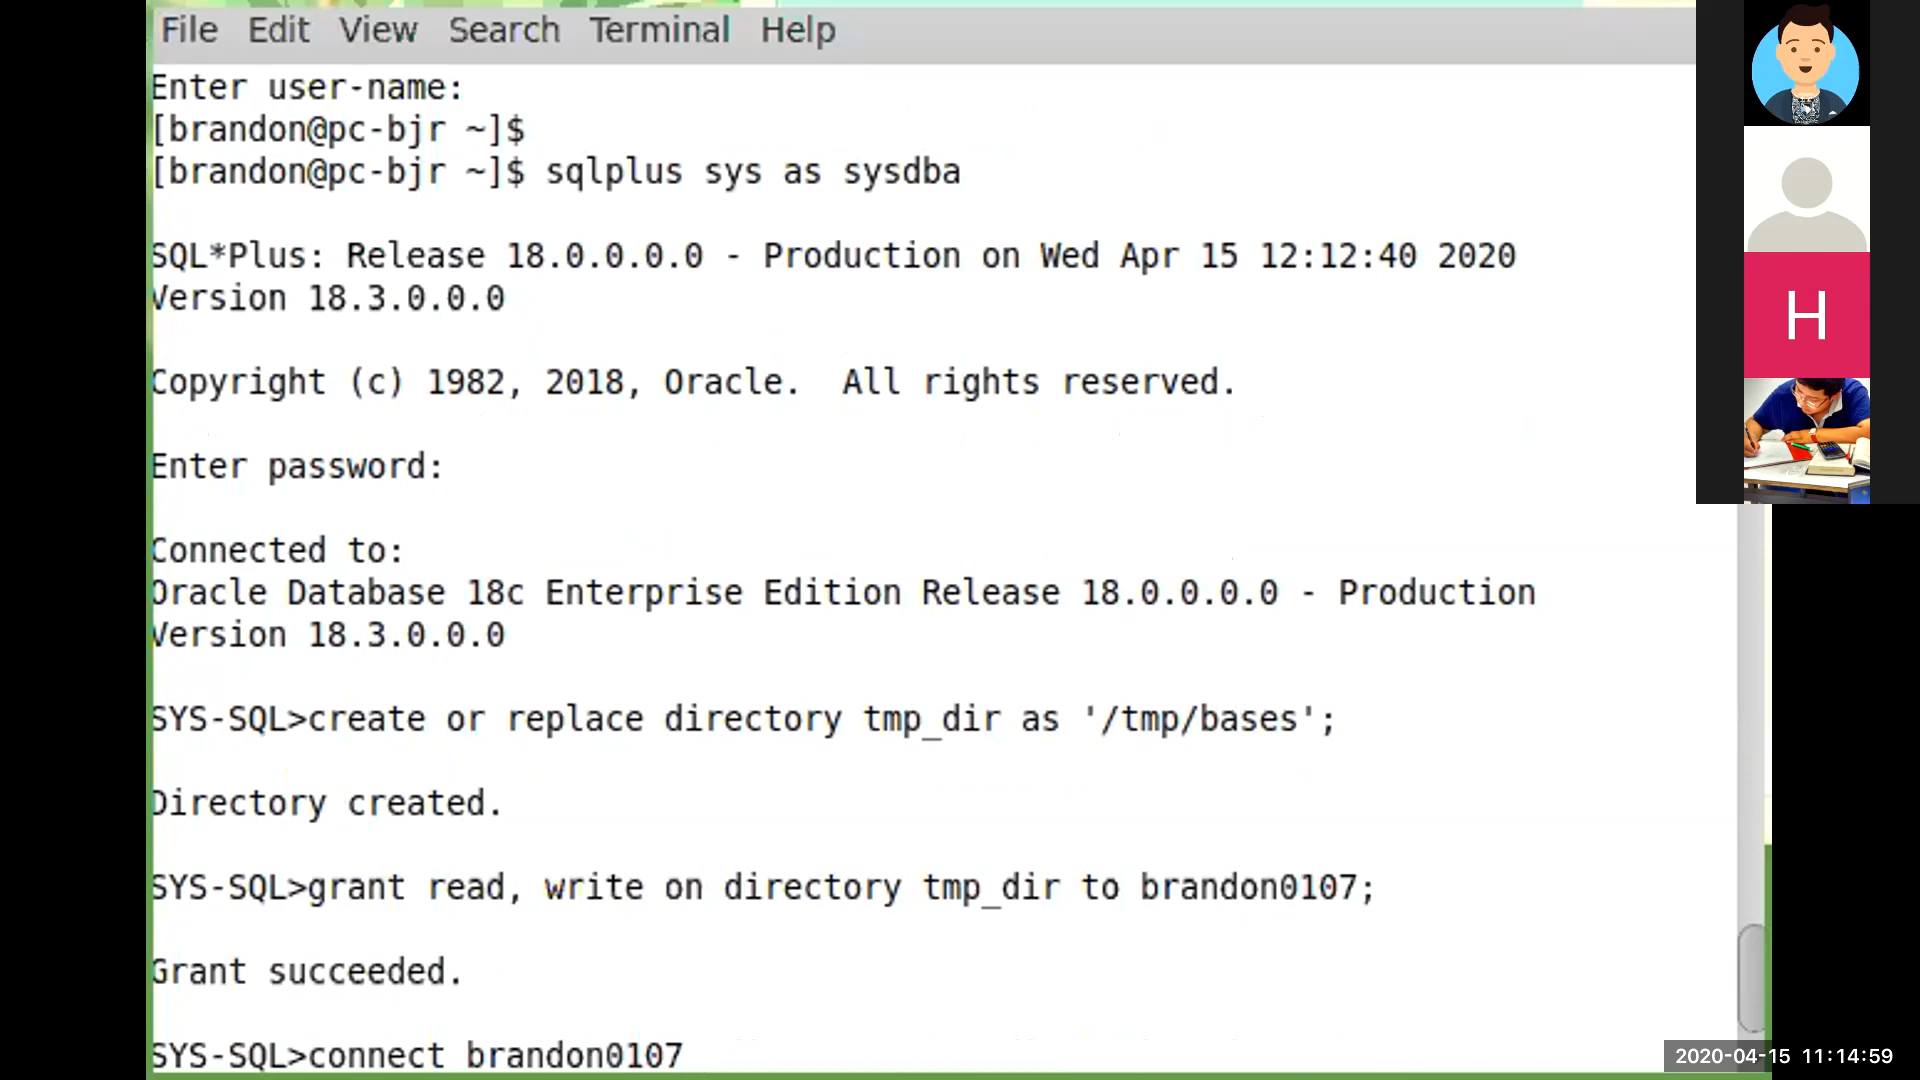 File Edit View Search Terminal Help
Enter user-name:
[brandon@pc-bjr ~]$
[brandon@pc-bjr ~]$ sqlplus sys as sysdba
SQL*Plus: Release 18.0.0.0.0 - Production on Wed Apr 15 12:12:40 2020
Version 18.3.0.0.0
Copyright (c) 1982, 2018, Oracle.  All rights reserved.
Enter password:
Connected to:
Oracle Database 18c Enterprise Edition Release 18.0.0.0.0 - Production
Version 18.3.0.0.0
SYS-SQL>create or replace directory tmp_dir as '/tmp/bases';
Directory created.
SYS-SQL>grant read, write on directory tmp_dir to brandon0107;
Grant succeeded.
SYS-SQL>connect brandon0107
H
2020-04-15 11:14:59